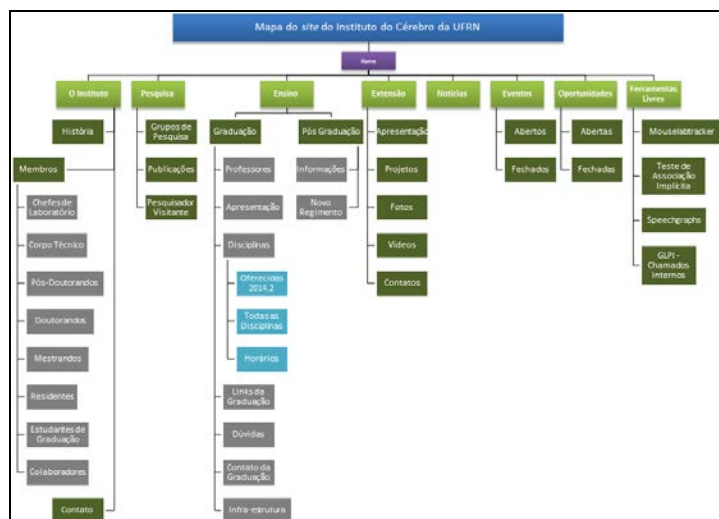 Mapa do site do Instituto do Cérebro da UFRN
Home
O Instituto
Pesquisa
Ensino
Extensão
Notícias
Eventos
Oportunidades
Ferramentas
Livres
História
Membros
Chefes de
Laboratório
Corpo Técnico
Pós-Doutorandos
Doutorandos
Mestrandos
Residentes
Estudantes de
Graduação
Colaboradores
Contato
Grupos de
Pesquisa
Publicações
Pesquisador
Visitante
Graduação
Professores
Apresentação
Disciplinas
Oferecidas
2014.2
Todas as
Disciplinas
Horários
Links da
Graduação
Dúvidas
Contato da
Graduação
Infra-estrutura
Pós Graduação
Informações
Novo
Regimento
Apresentação
Projetos
Fotos
Vídeos
Contatos
Abertos
Fechados
Abertas
Fechadas
Mouselabtracker
Teste de
Associação
Implícita
Speechgraphs
GLPI -
Chamados
Internos